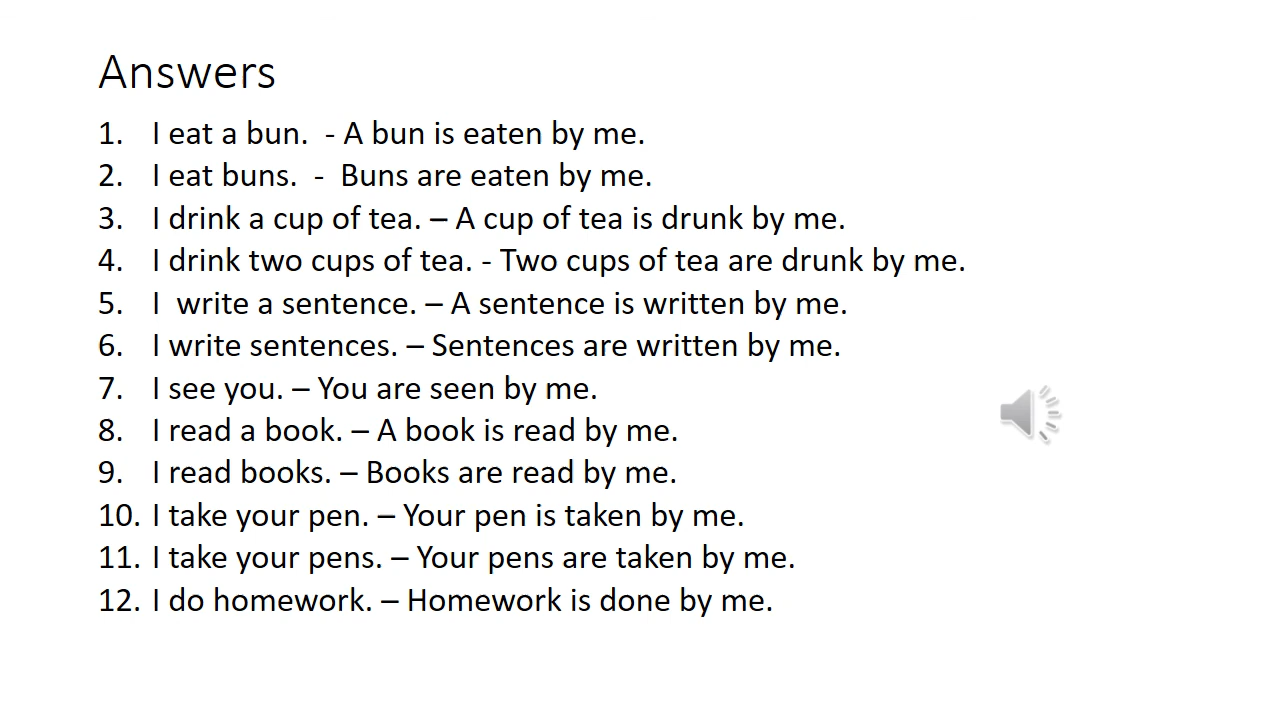 Answers
1. I eat a bun.  - A bun is eaten by me.
2. I eat buns.  -  Buns are eaten by me.
3. I drink a cup of tea. – A cup of tea is drunk by me.
4. I drink two cups of tea. - Two cups of tea are drunk by me.
5. I  write a sentence. – A sentence is written by me.
6. I write sentences. – Sentences are written by me.
7. I see you. – You are seen by me.
8. I read a book. – A book is read by me.
9. I read books. – Books are read by me.
10. I take your pen. – Your pen is taken by me.
11. I take your pens. – Your pens are taken by me.
12. I do homework. – Homework is done by me.